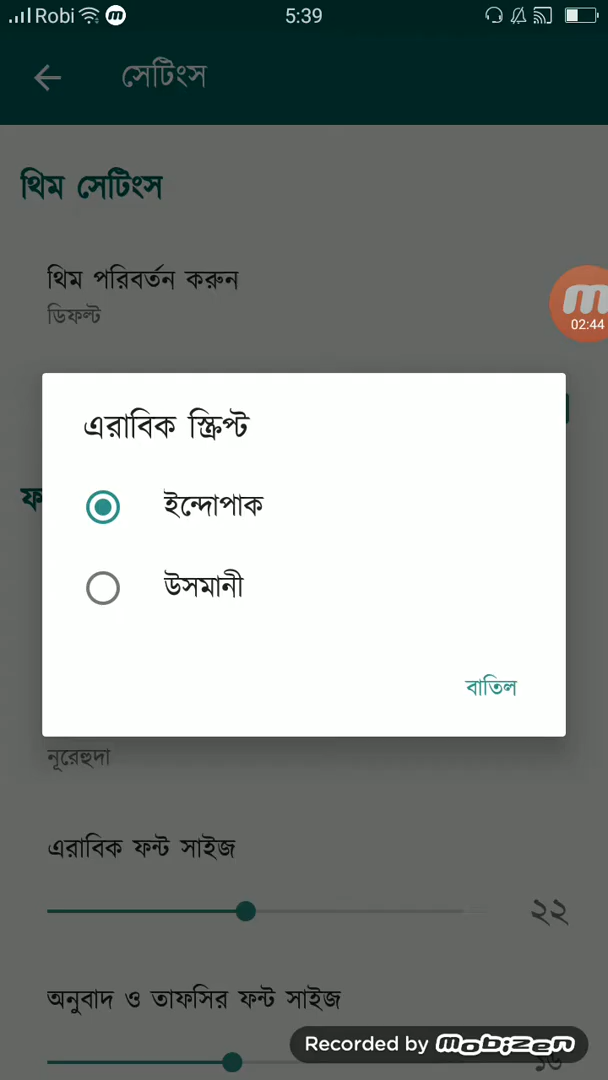 Robi 5:39
সেটিংস
থিম সেটিংস
থিম পরিবর্তন করুন
ডিফল্ট
02:44
এরাবিক স্ক্রিপ্ট
ফ
ইন্দোপাক
উসমানী
বাতিল
নূরেহুদা
এরাবিক ফন্ট সাইজ
২২
অনুবাদ ও তাফসির ফন্ট সাইজ
Recorded by mobizen
১৬